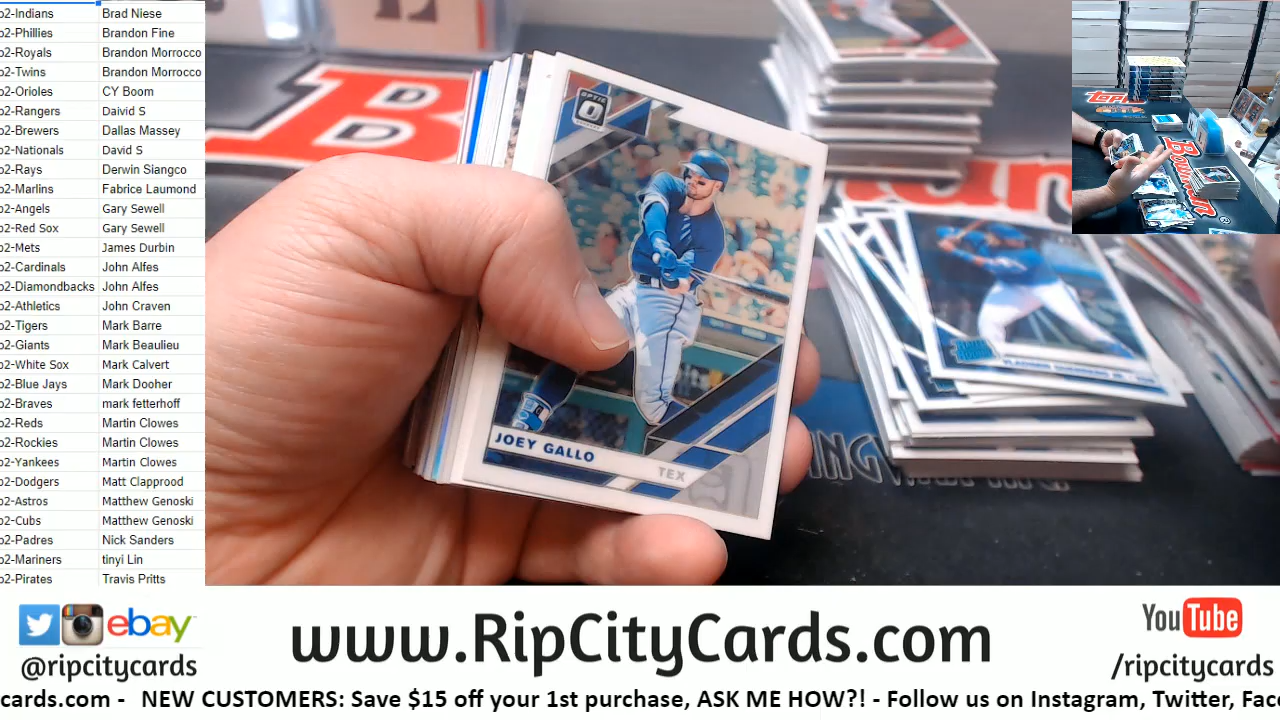 o2-Indians Brad Niese
o2-Phillies Brandon Fine
o2-Royals Brandon Morrocco
o2-Twins Brandon Morrocco
o2-Orioles CY Boom
o2-Rangers Daivid S
o2-Brewers Dallas Massey
o2-Nationals David S
o2-Rays Derwin Siangco
o2-Marlins Fabrice Laumond
o2-Angels Gary Sewell
o2-Red Sox Gary Sewell
o2-Mets James Durbin
o2-Cardinals John Alfes
o2-Diamondbacks John Alfes
o2-Athletics John Craven
o2-Tigers Mark Barre
o2-Giants Mark Beaulieu
o2-White Sox Mark Calvert
o2-Blue Jays Mark Dooher
o2-Braves mark fetterhoff
o2-Reds Martin Clowes
o2-Rockies Martin Clowes
o2-Yankees Martin Clowes
o2-Dodgers Matt Clapprood
o2-Astros Matthew Genoski
o2-Cubs Matthew Genoski
o2-Padres Nick Sanders
o2-Mariners tinyi Lin
o2-Pirates Travis Pritts
OPTIC
JOEY GALLO
TEX
VLADIMIR GUERRERO JR.
topps
BOWMAN
ebay
@ripcitycards
www.RipCityCards.com
YouTube
/ripcitycards
cards.com - NEW CUSTOMERS: Save $15 off your 1st purchase, ASK ME HOW?! - Follow us on Instagram, Twitter, Face